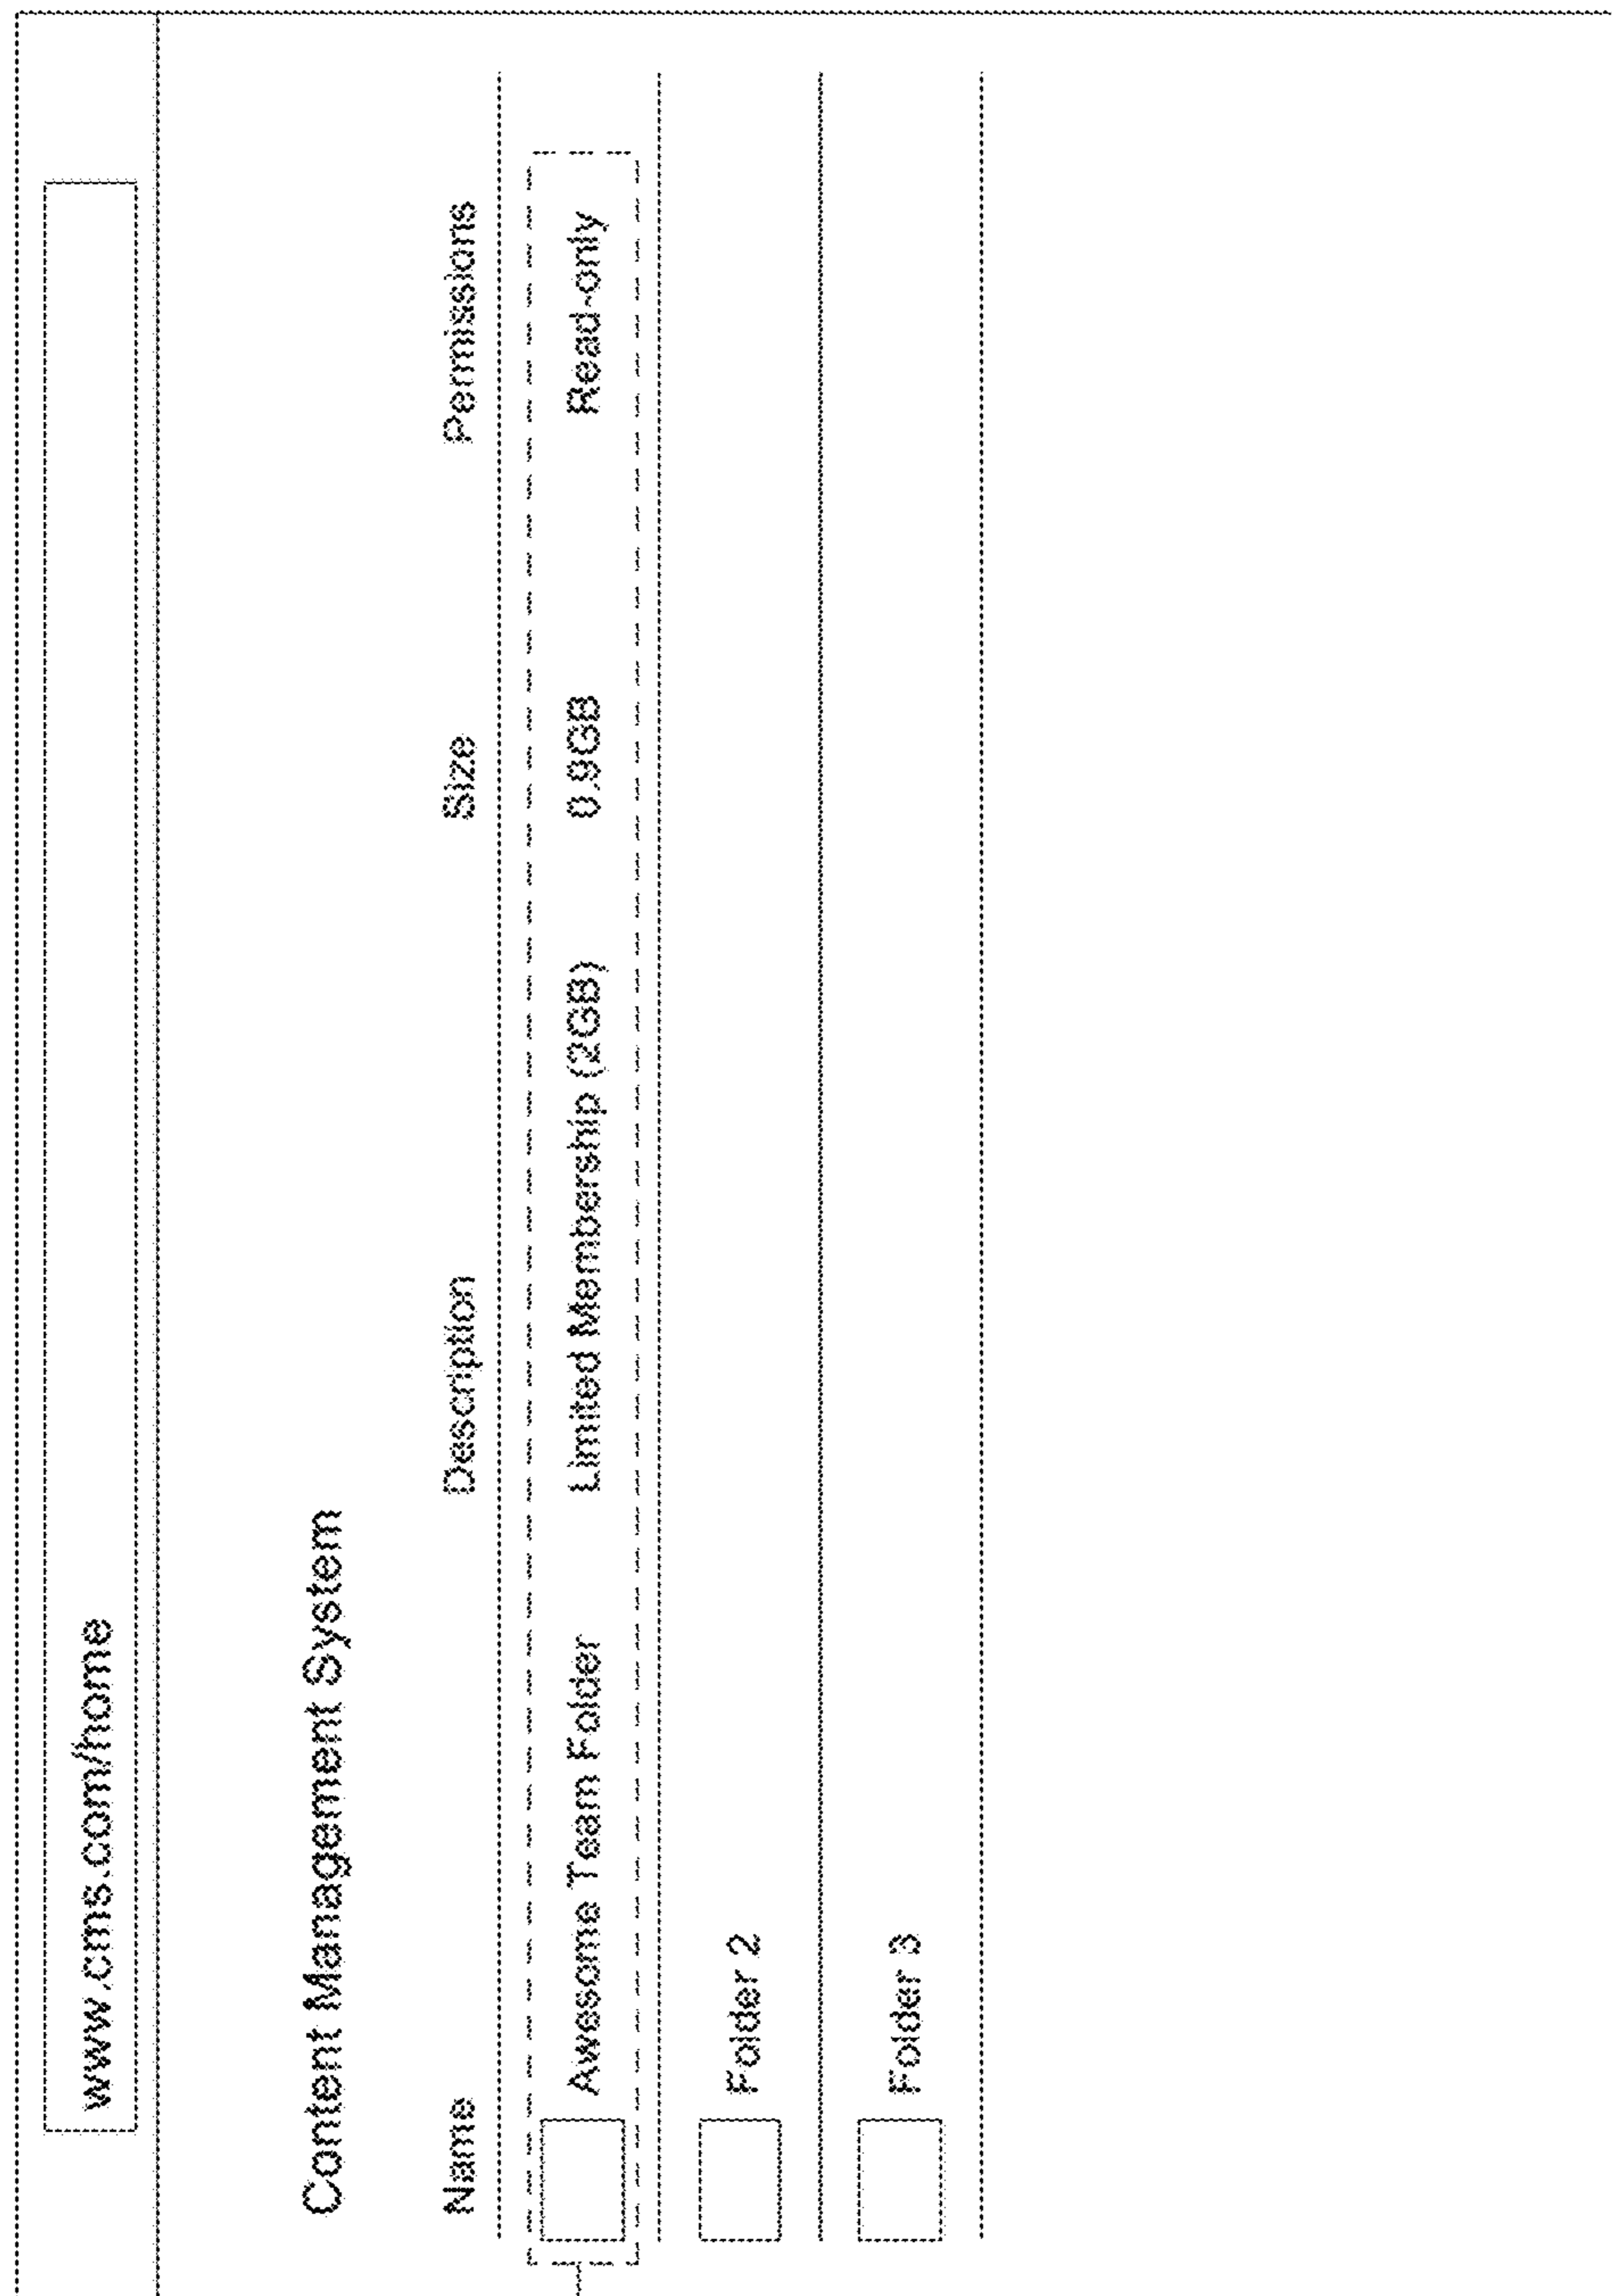 www.cms.com/home
Content Management System
Name Description Size Permissions
Awesome Team Folder Limited Membership (2GB) 0.9GB Read-only
Folder 2
Folder 3